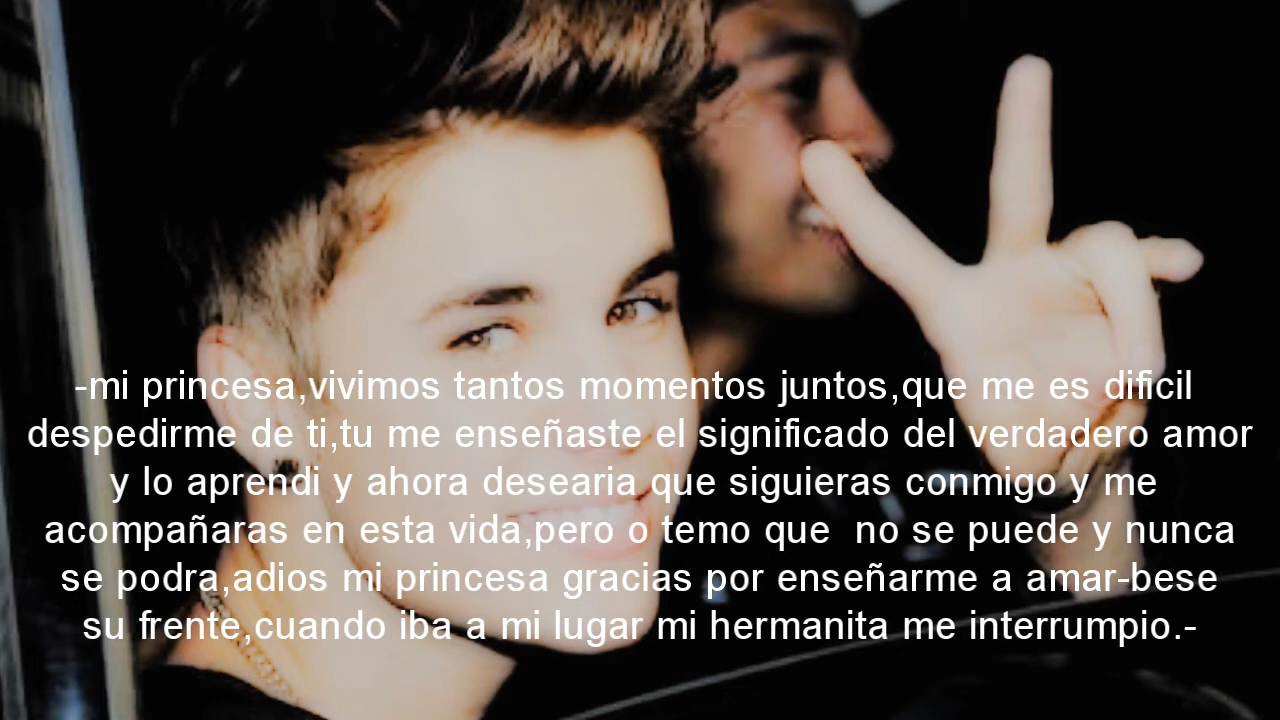 -mi princesa,vivimos tantos momentos juntos,que me es dificil
despedirme de ti,tu me enseñaste el significado del verdadero amor
y lo aprendi y ahora desearia que siguieras conmigo y me
acompañaras en esta vida,pero o temo que  no se puede y nunca
se podra,adios mi princesa gracias por enseñarme a amar-bese
su frente,cuando iba a mi lugar mi hermanita me interrumpio.-